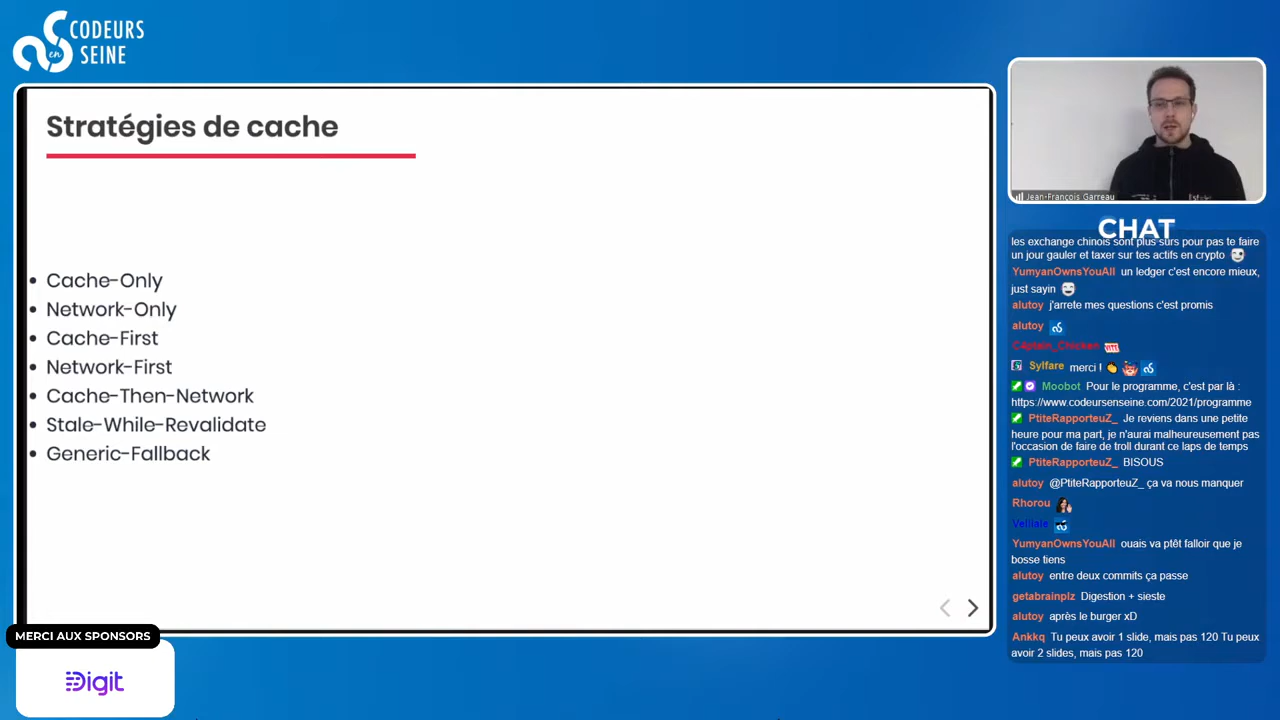 CODEURS
en
SEINE
Stratégies de cache
Cache-Only
Network-Only
Cache-First
Network-First
Cache-Then-Network
Stale-While-Revalidate
Generic-Fallback
MERCI AUX SPONSORS
Digit
Jean-François Garreau
CHAT
les exchange chinois sont plus surs pour pas te faire
un jour gauler et taxer sur tes actifs en crypto
YumyanOwnsYouAll un ledger c'est encore mieux,
just sayin
alutoy j'arrete mes questions c'est promis
alutoy
C4ptain_Chicken
Sylfare merci !
Moobot Pour le programme, c'est par là :
https://www.codeursenseine.com/2021/programme
PtiteRapporteuZ_ Je reviens dans une petite
heure pour ma part, je n'aurai malheureusement pas
l'occasion de faire de troll durant ce laps de temps
PtiteRapporteuZ_ BISOUS
alutoy @PtiteRapporteuZ_ ça va nous manquer
Rhorou
Velliale
YumyanOwnsYouAll ouais va ptêt falloir que je
bosse tiens
alutoy entre deux commits ça passe
getabrainplz Digestion + sieste
alutoy après le burger xD
Ankkq Tu peux avoir 1 slide, mais pas 120 Tu peux
avoir 2 slides, mais pas 120